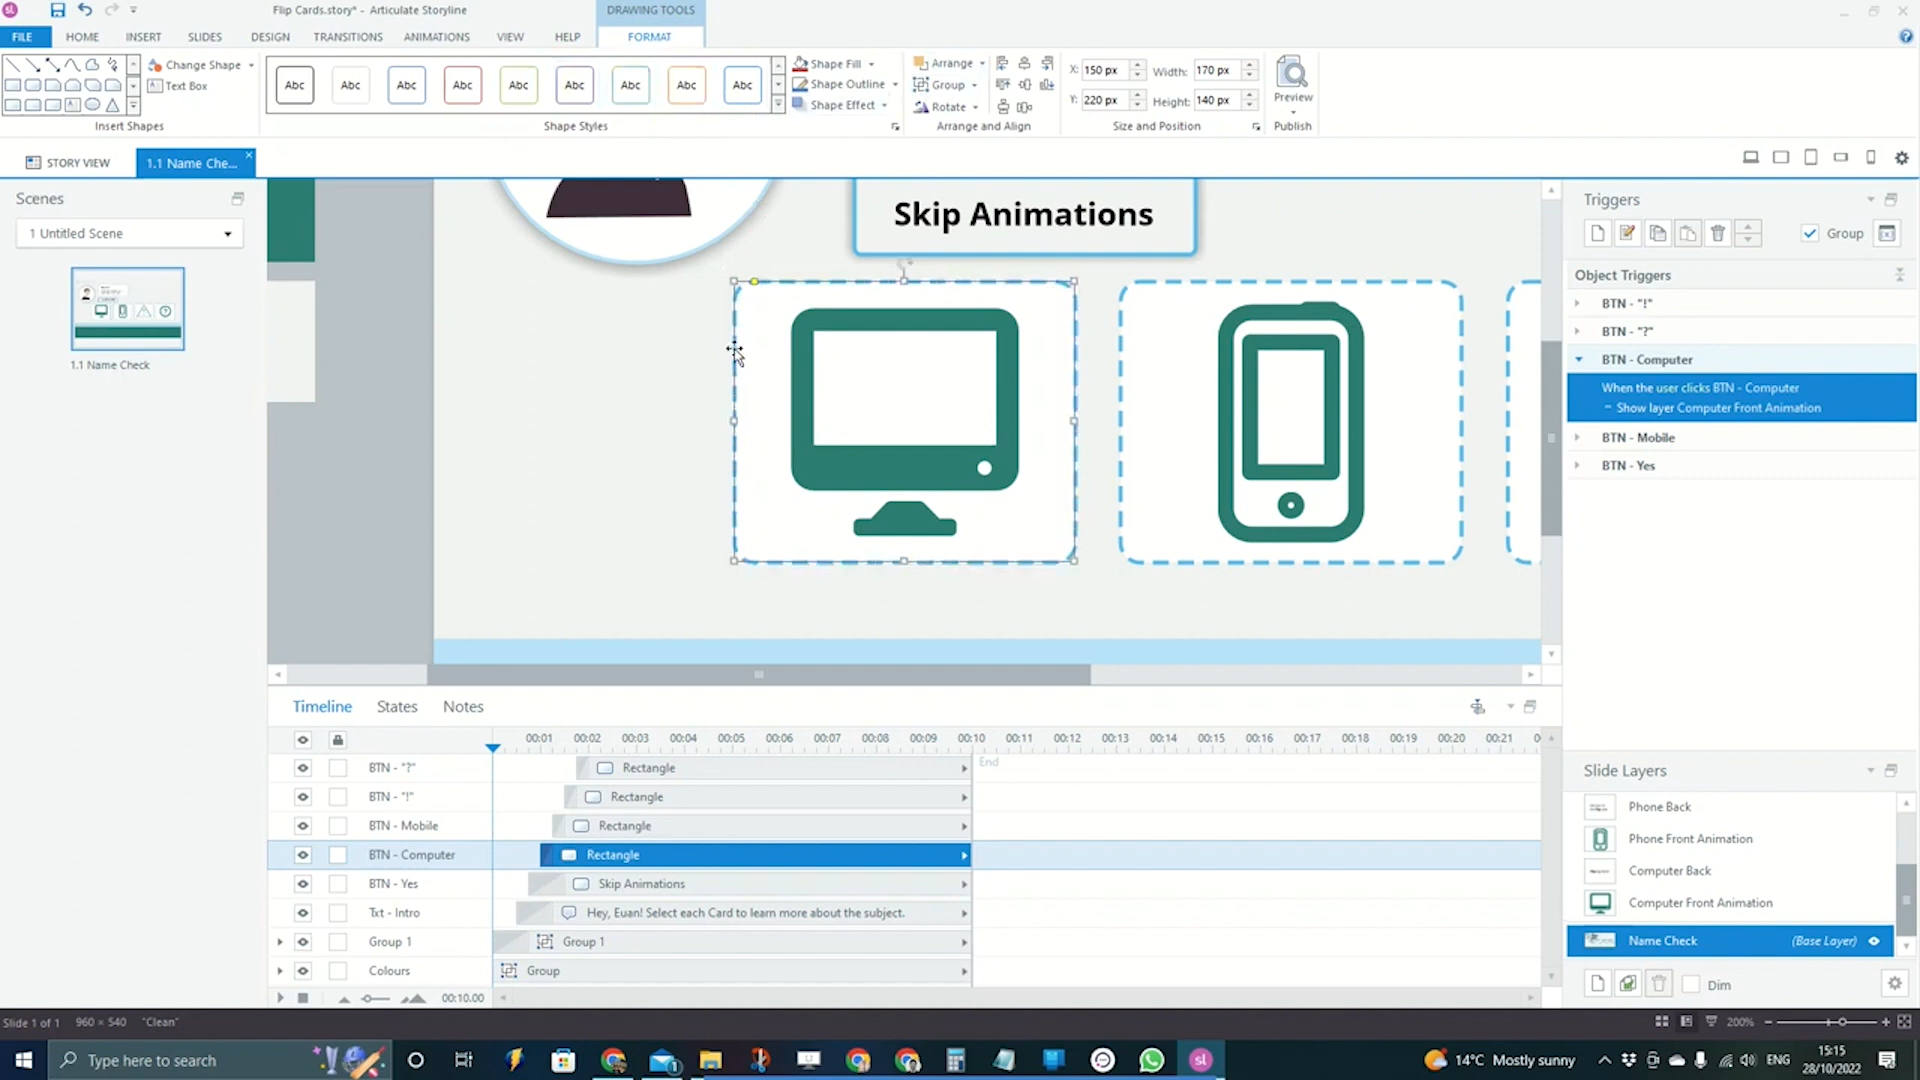 Flip Cards.story* - Articulate Storyline
DRAWING TOOLS
FILE HOME INSERT SLIDES DESIGN TRANSITIONS ANIMATIONS VIEW HELP FORMAT
Change Shape
Text Box
Insert Shapes
Abc Abc Abc Abc Abc Abc Abc Abc Abc
Shape Styles
Shape Fill
Shape Outline
Shape Effect
Arrange
Group
Rotate
Arrange and Align
X: 150 px Width: 170 px
Y: 220 px Height: 140 px
Size and Position
Preview
Publish
STORY VIEW
1.1 Name Che...
Scenes
1 Untitled Scene
1.1 Name Check
Skip Animations
Triggers
Group
Object Triggers
BTN - "!"
BTN - "?"
BTN - Computer
When the user clicks BTN - Computer
Show layer Computer Front Animation
BTN - Mobile
BTN - Yes
Timeline States Notes
00:01 00:02 00:03 00:04 00:05 00:06 00:07 00:08 00:09 00:10 00:11 00:12 00:13 00:14 00:15 00:16 00:17 00:18 00:19 00:20 00:21
End
BTN - "?" Rectangle
BTN - "!" Rectangle
BTN - Mobile Rectangle
BTN - Computer Rectangle
BTN - Yes Skip Animations
Txt - Intro Hey, Euan! Select each Card to learn more about the subject.
Group 1 Group 1
Colours Group
00:10.00
Slide Layers
Phone Back
Phone Front Animation
Computer Back
Computer Front Animation
Name Check (Base Layer)
Dim
Slide 1 of 1 960 × 540 "Clean"
200%
Type here to search
14°C Mostly sunny
ENG
15:15
28/10/2022